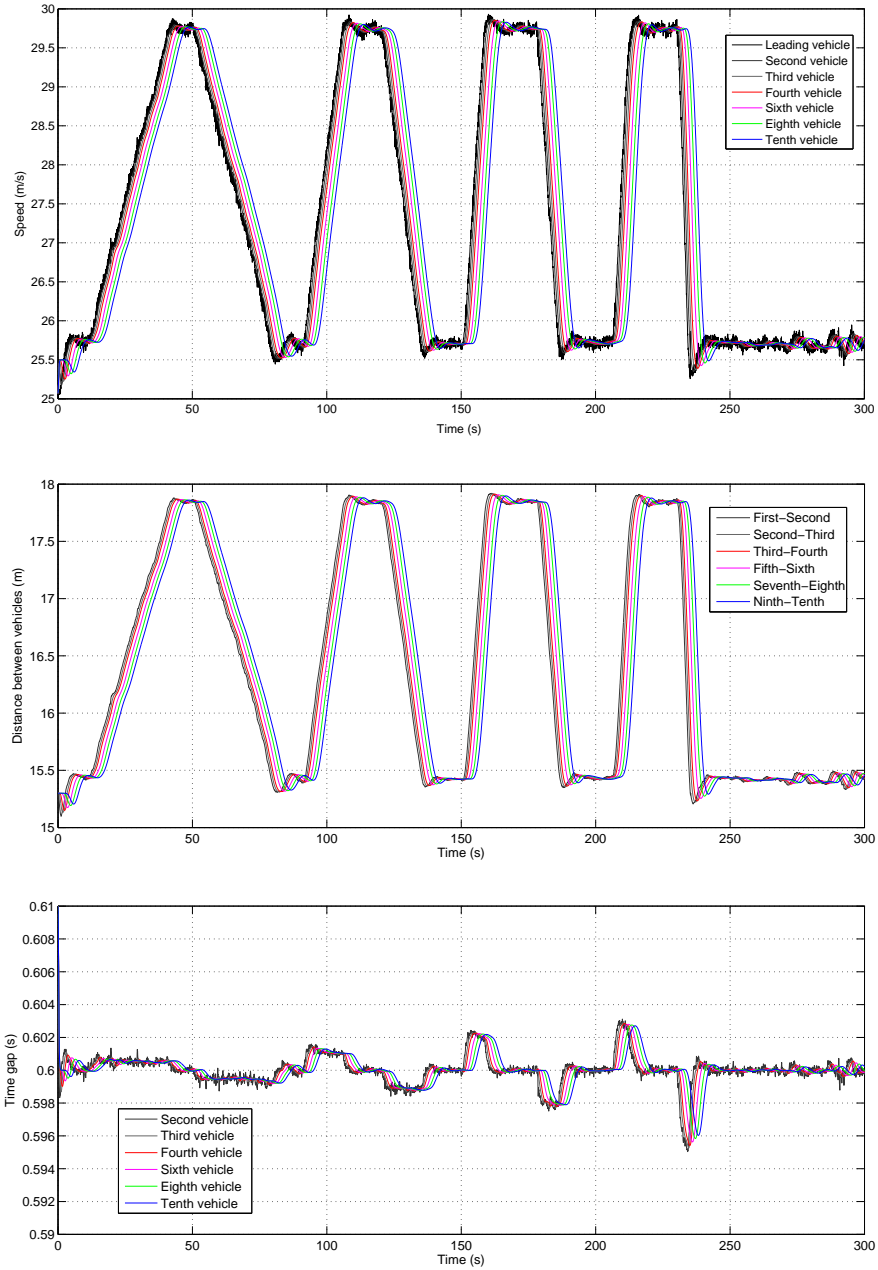 30
29.5
29
28.5
28
27.5
27
26.5
26
25.5
25
Speed (m/s)
Leading vehicle
Second vehicle
Third vehicle
Fourth vehicle
Sixth vehicle
Eighth vehicle
Tenth vehicle
0 50 100 150 200 250 300
Time (s)
18
17.5
17
16.5
16
15.5
15
Distance between vehicles (m)
First−Second
Second−Third
Third−Fourth
Fifth−Sixth
Seventh−Eighth
Ninth−Tenth
0 50 100 150 200 250 300
Time (s)
0.61
0.608
0.606
0.604
0.602
0.6
0.598
0.596
0.594
0.592
0.59
Time gap (s)
Second vehicle
Third vehicle
Fourth vehicle
Sixth vehicle
Eighth vehicle
Tenth vehicle
0 50 100 150 200 250 300
Time (s)